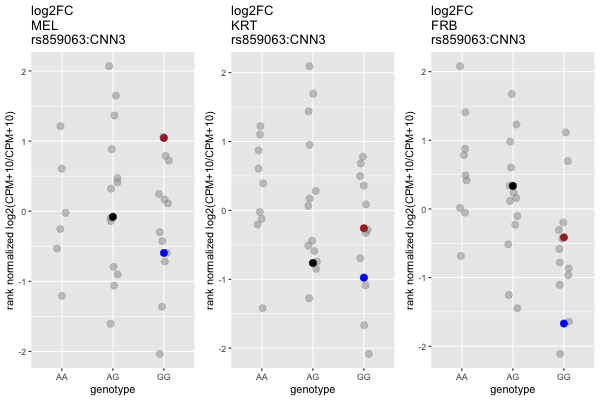 log2FC
MEL
rs859063:CNN3
rank normalized log2(CPM+10/CPM+10)
2
1
0
-1
-2
AA
AG
GG
genotype
log2FC
KRT
rs859063:CNN3
rank normalized log2(CPM+10/CPM+10)
2
1
0
-1
-2
AA
AG
GG
genotype
log2FC
FRB
rs859063:CNN3
rank normalized log2(CPM+10/CPM+10)
2
1
0
-1
-2
AA
AG
GG
genotype